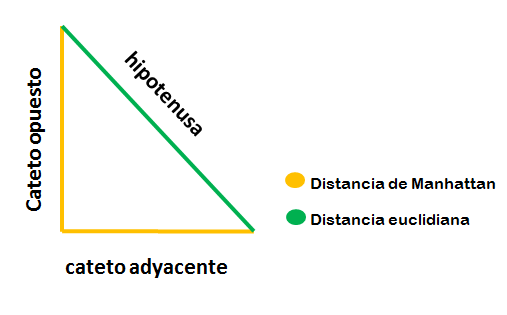 hipotenusa
Cateto opuesto
cateto adyacente
Distancia de Manhattan
Distancia euclidiana